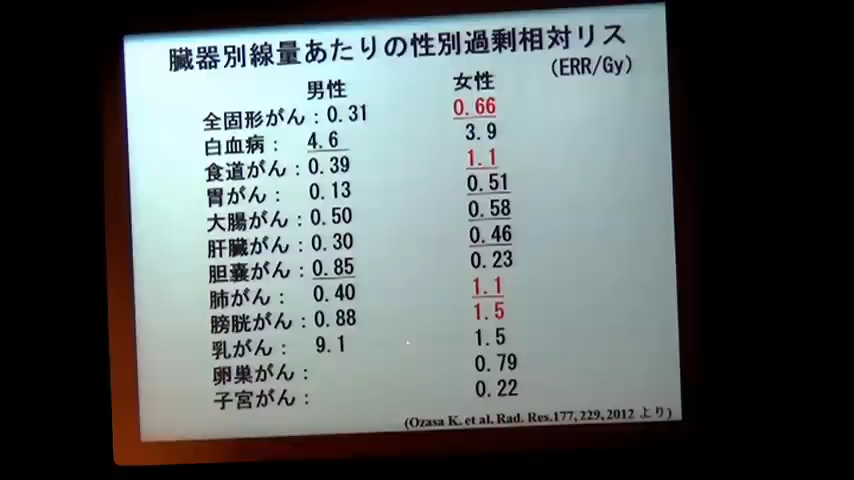 臓器別線量あたりの性別過剰相対リスク
(ERR/Gy)
男性 女性
全固形がん：0.31 0.66
白血病： 4.6 3.9
食道がん：0.39 1.1
胃がん： 0.13 0.51
大腸がん：0.50 0.58
肝臓がん：0.30 0.46
胆嚢がん：0.85 0.23
肺がん： 0.40 1.1
膀胱がん：0.88 1.5
乳がん： 9.1 1.5
卵巣がん： 0.79
子宮がん： 0.22
(Ozasa K. et al. Rad. Res.177, 229, 2012 より)